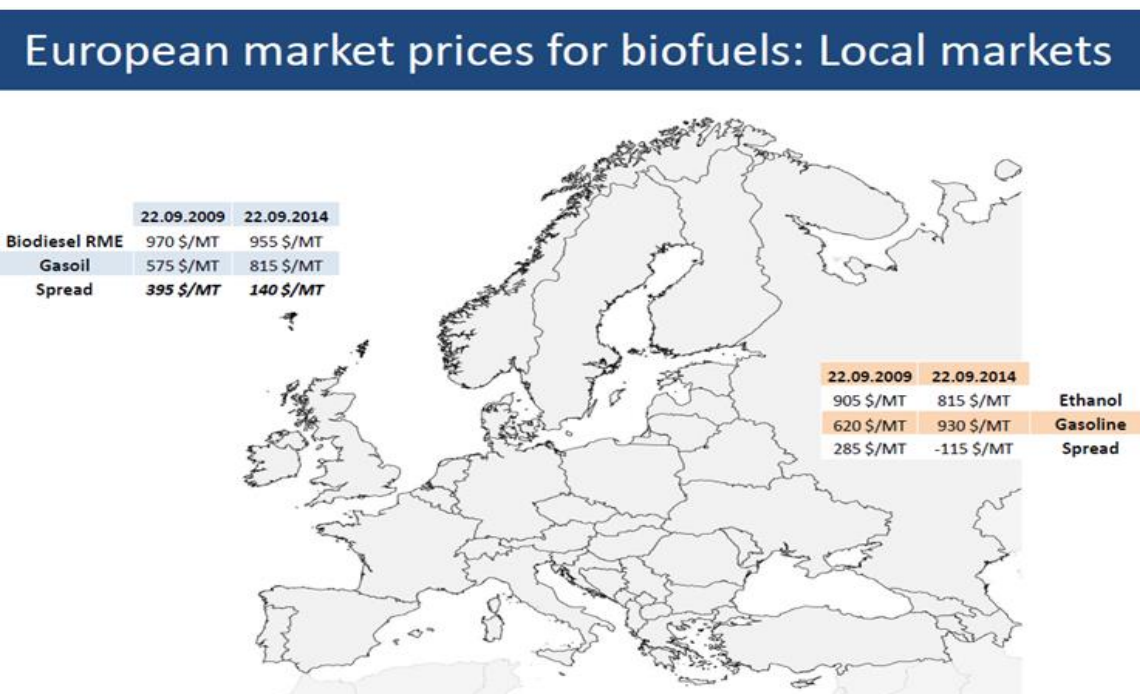 European market prices for biofuels: Local markets
22.09.2009 22.09.2014
Biodiesel RME 970 $/MT 955 $/MT
Gasoil 575 $/MT 815 $/MT
Spread 395 $/MT 140 $/MT
22.09.2009 22.09.2014
905 $/MT 815 $/MT Ethanol
620 $/MT 930 $/MT Gasoline
285 $/MT -115 $/MT Spread